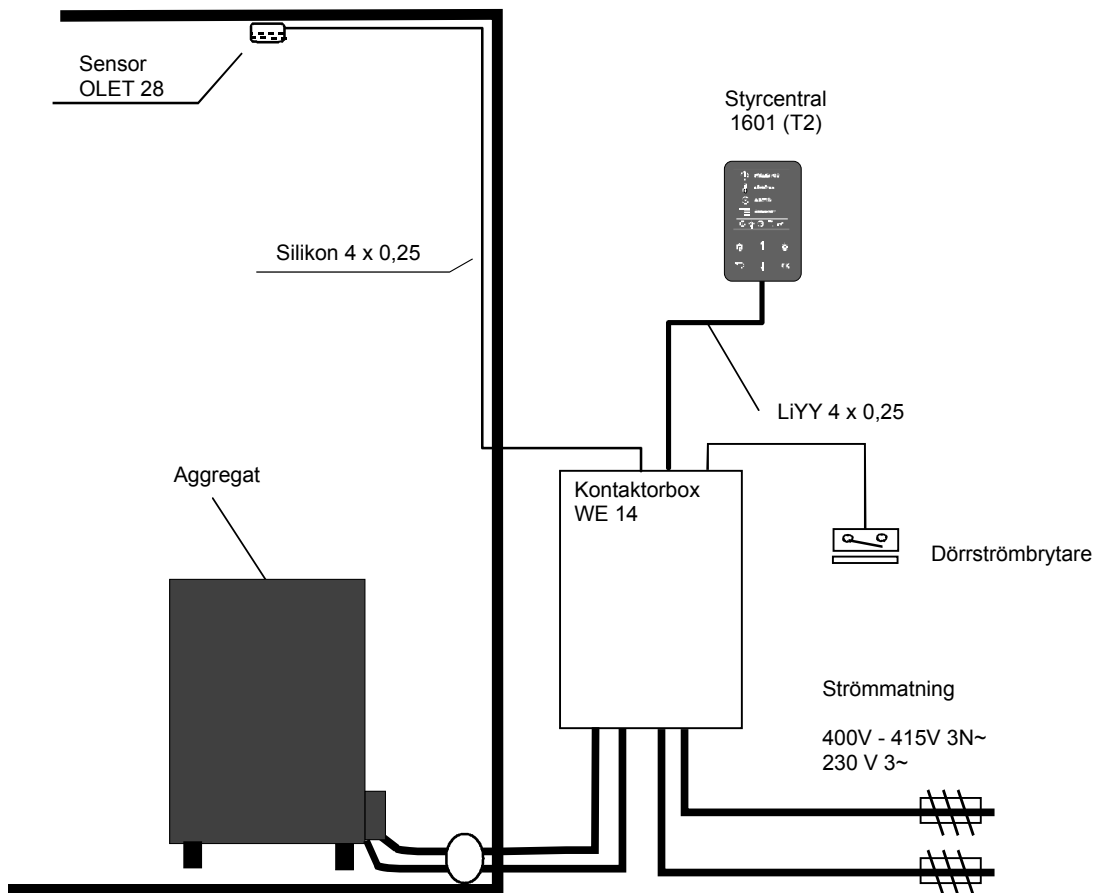 Sensor
OLET 28
Styrcentral
1601 (T2)
Silikon 4 x 0,25
LiYY 4 x 0,25
Aggregat
Kontaktorbox
WE 14
Dörrströmbrytare
Strömmatning
400V - 415V 3N~
230 V 3~